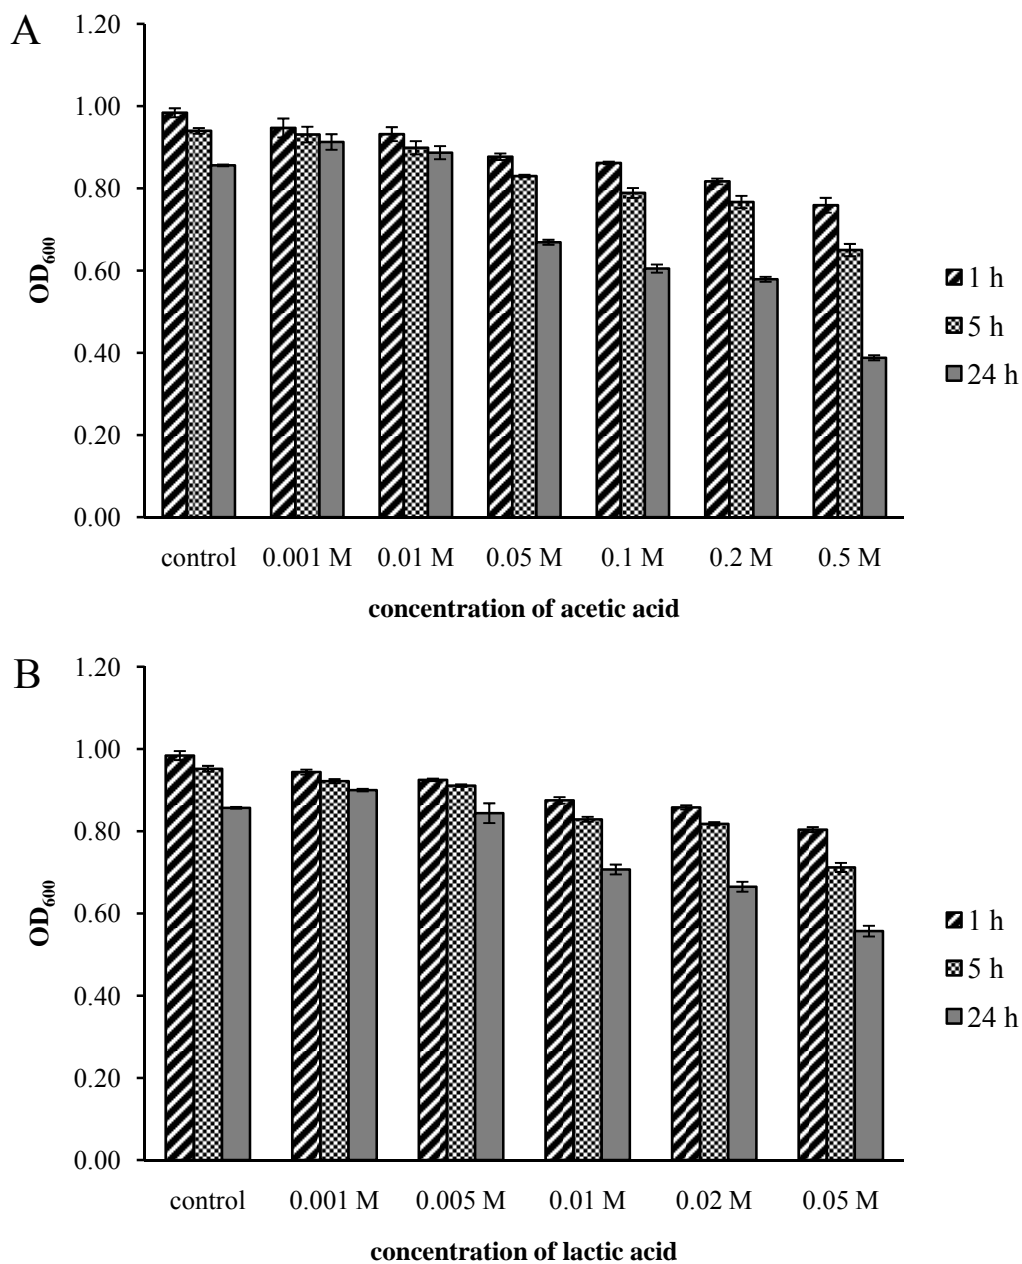 A
1.20
1.00
0.80
0.60
0.40
0.20
0.00
OD600
control 0.001 M 0.01 M 0.05 M 0.1 M 0.2 M 0.5 M
concentration of acetic acid
1 h
5 h
24 h
B
1.20
1.00
0.80
0.60
0.40
0.20
0.00
OD600
control 0.001 M 0.005 M 0.01 M 0.02 M 0.05 M
concentration of lactic acid
1 h
5 h
24 h